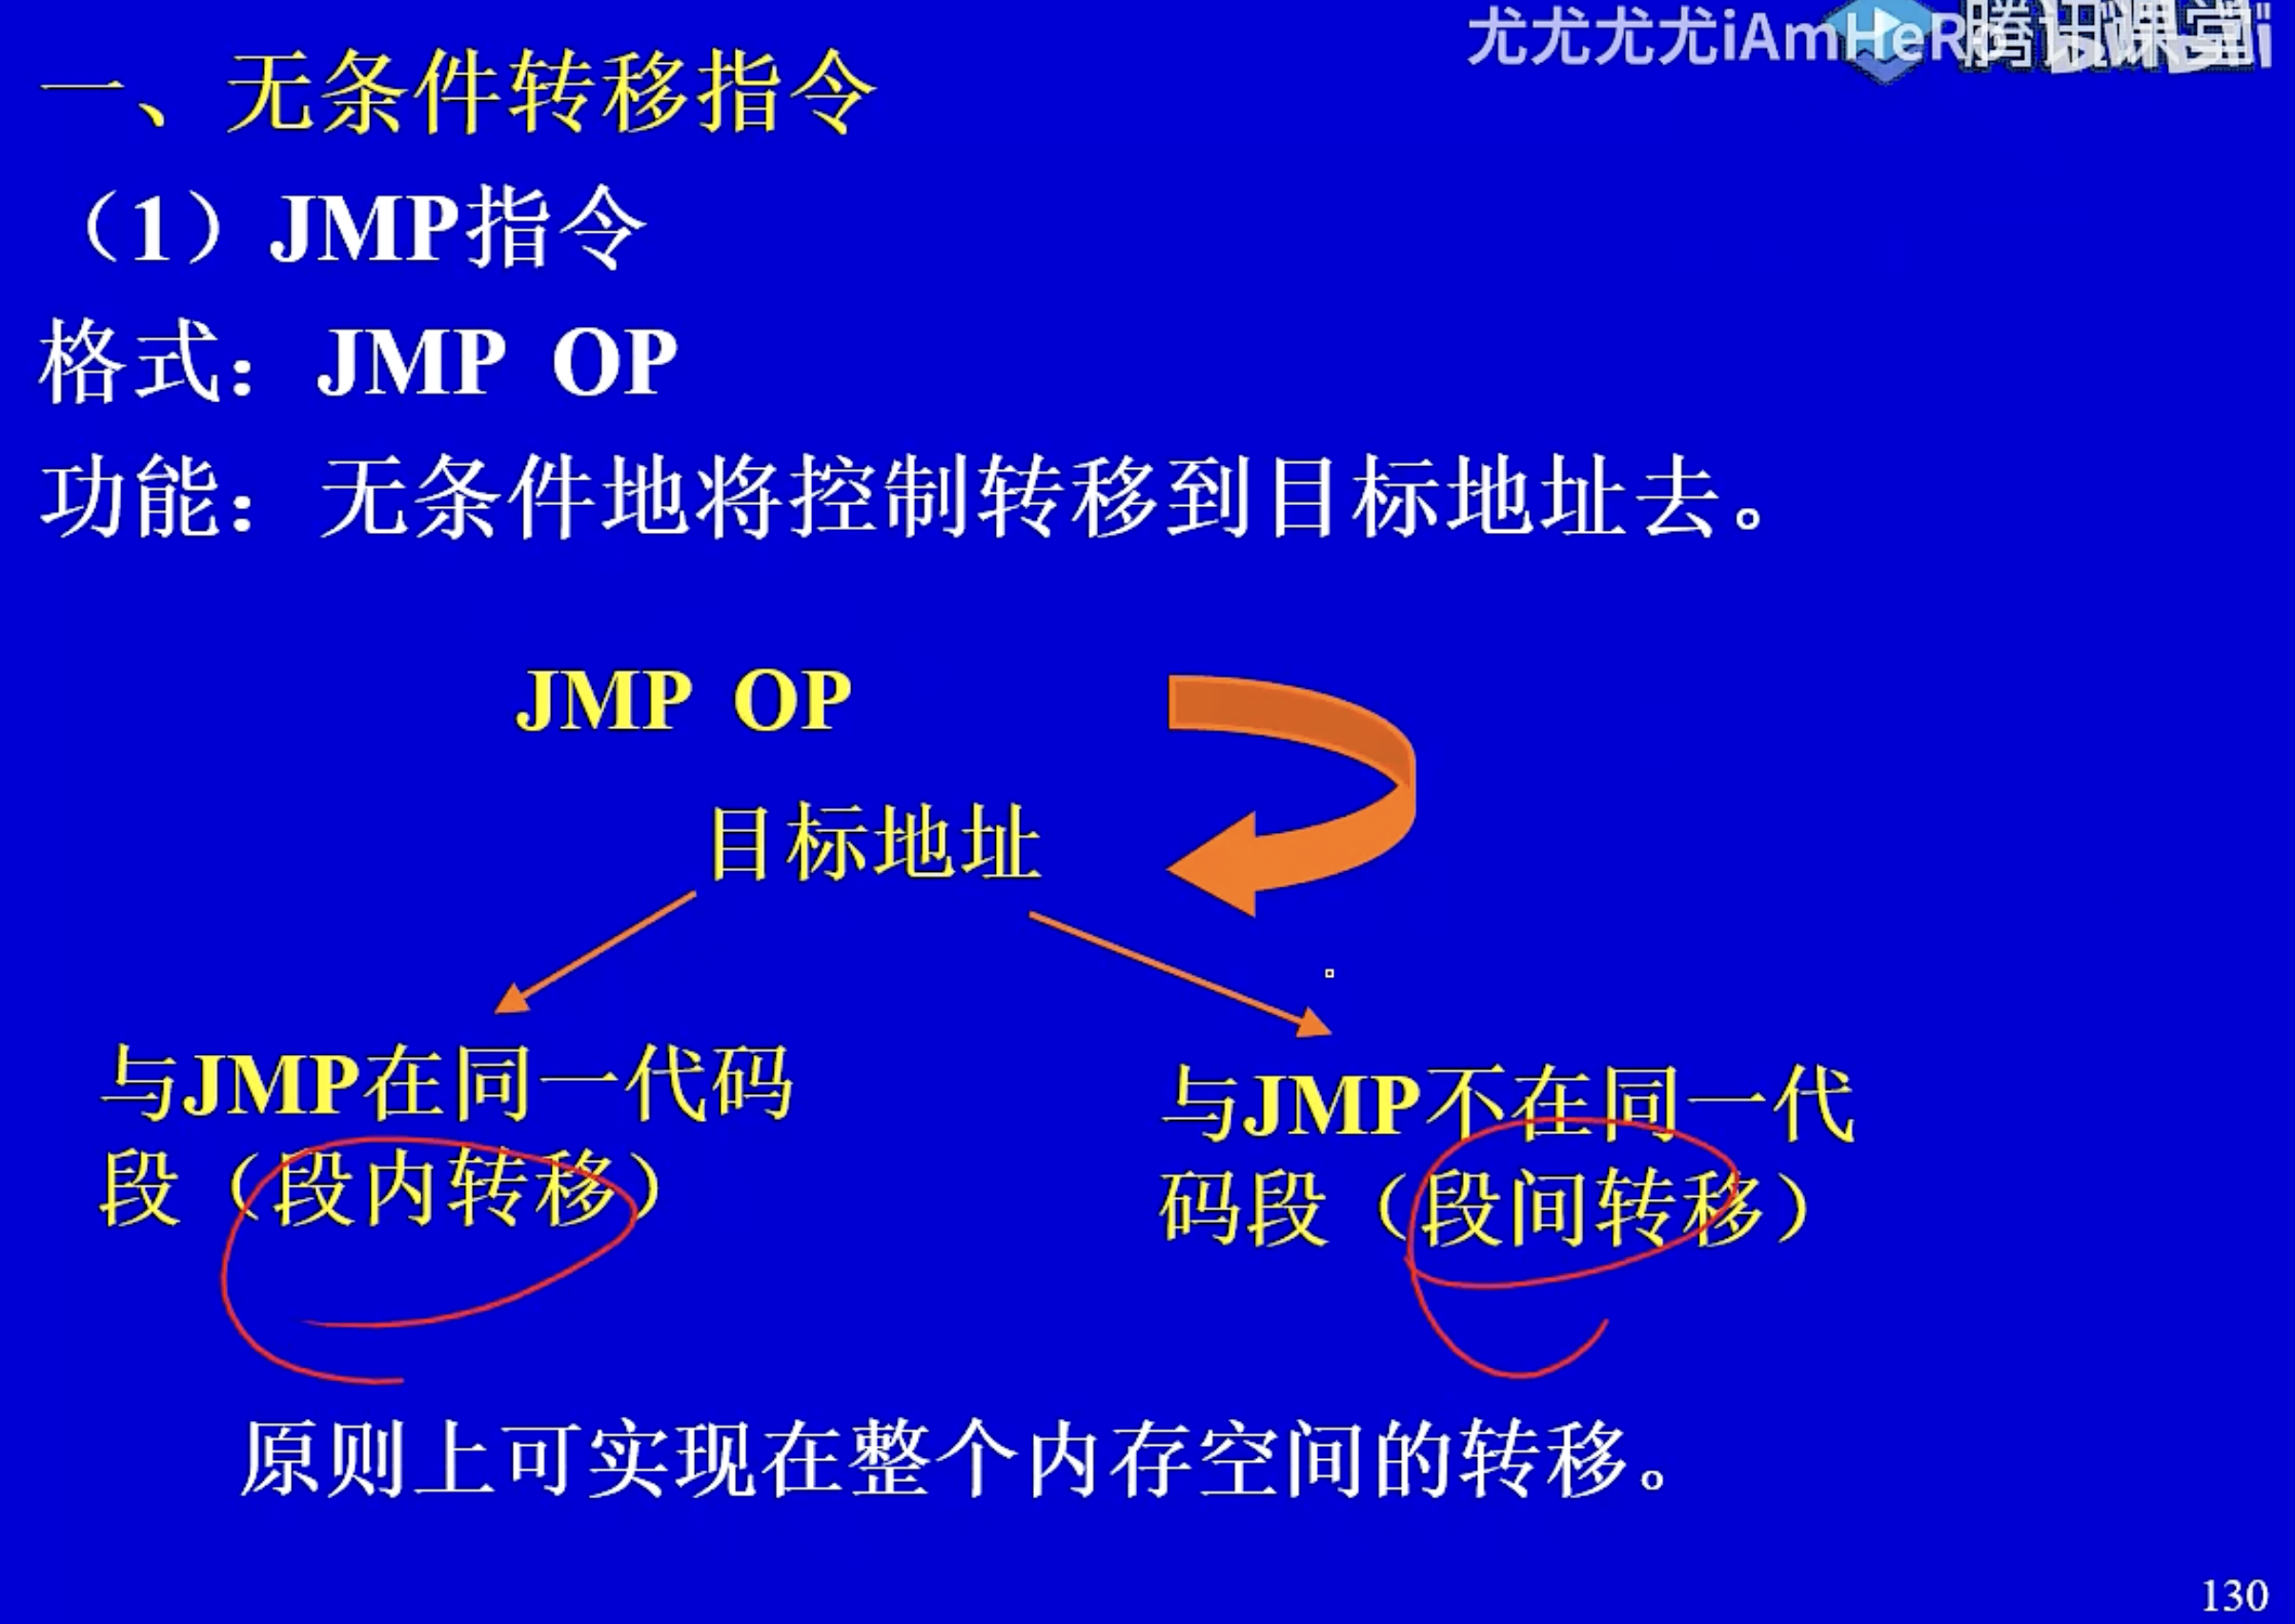 尤尤尤尤iAmHeR 腾讯课堂
一、无条件转移指令
（1）JMP指令
格式：JMP OP
功能：无条件地将控制转移到目标地址去。
JMP OP
目标地址
与JMP在同一代码
段（段内转移）
与JMP不在同一代
码段（段间转移）
原则上可实现在整个内存空间的转移。
130